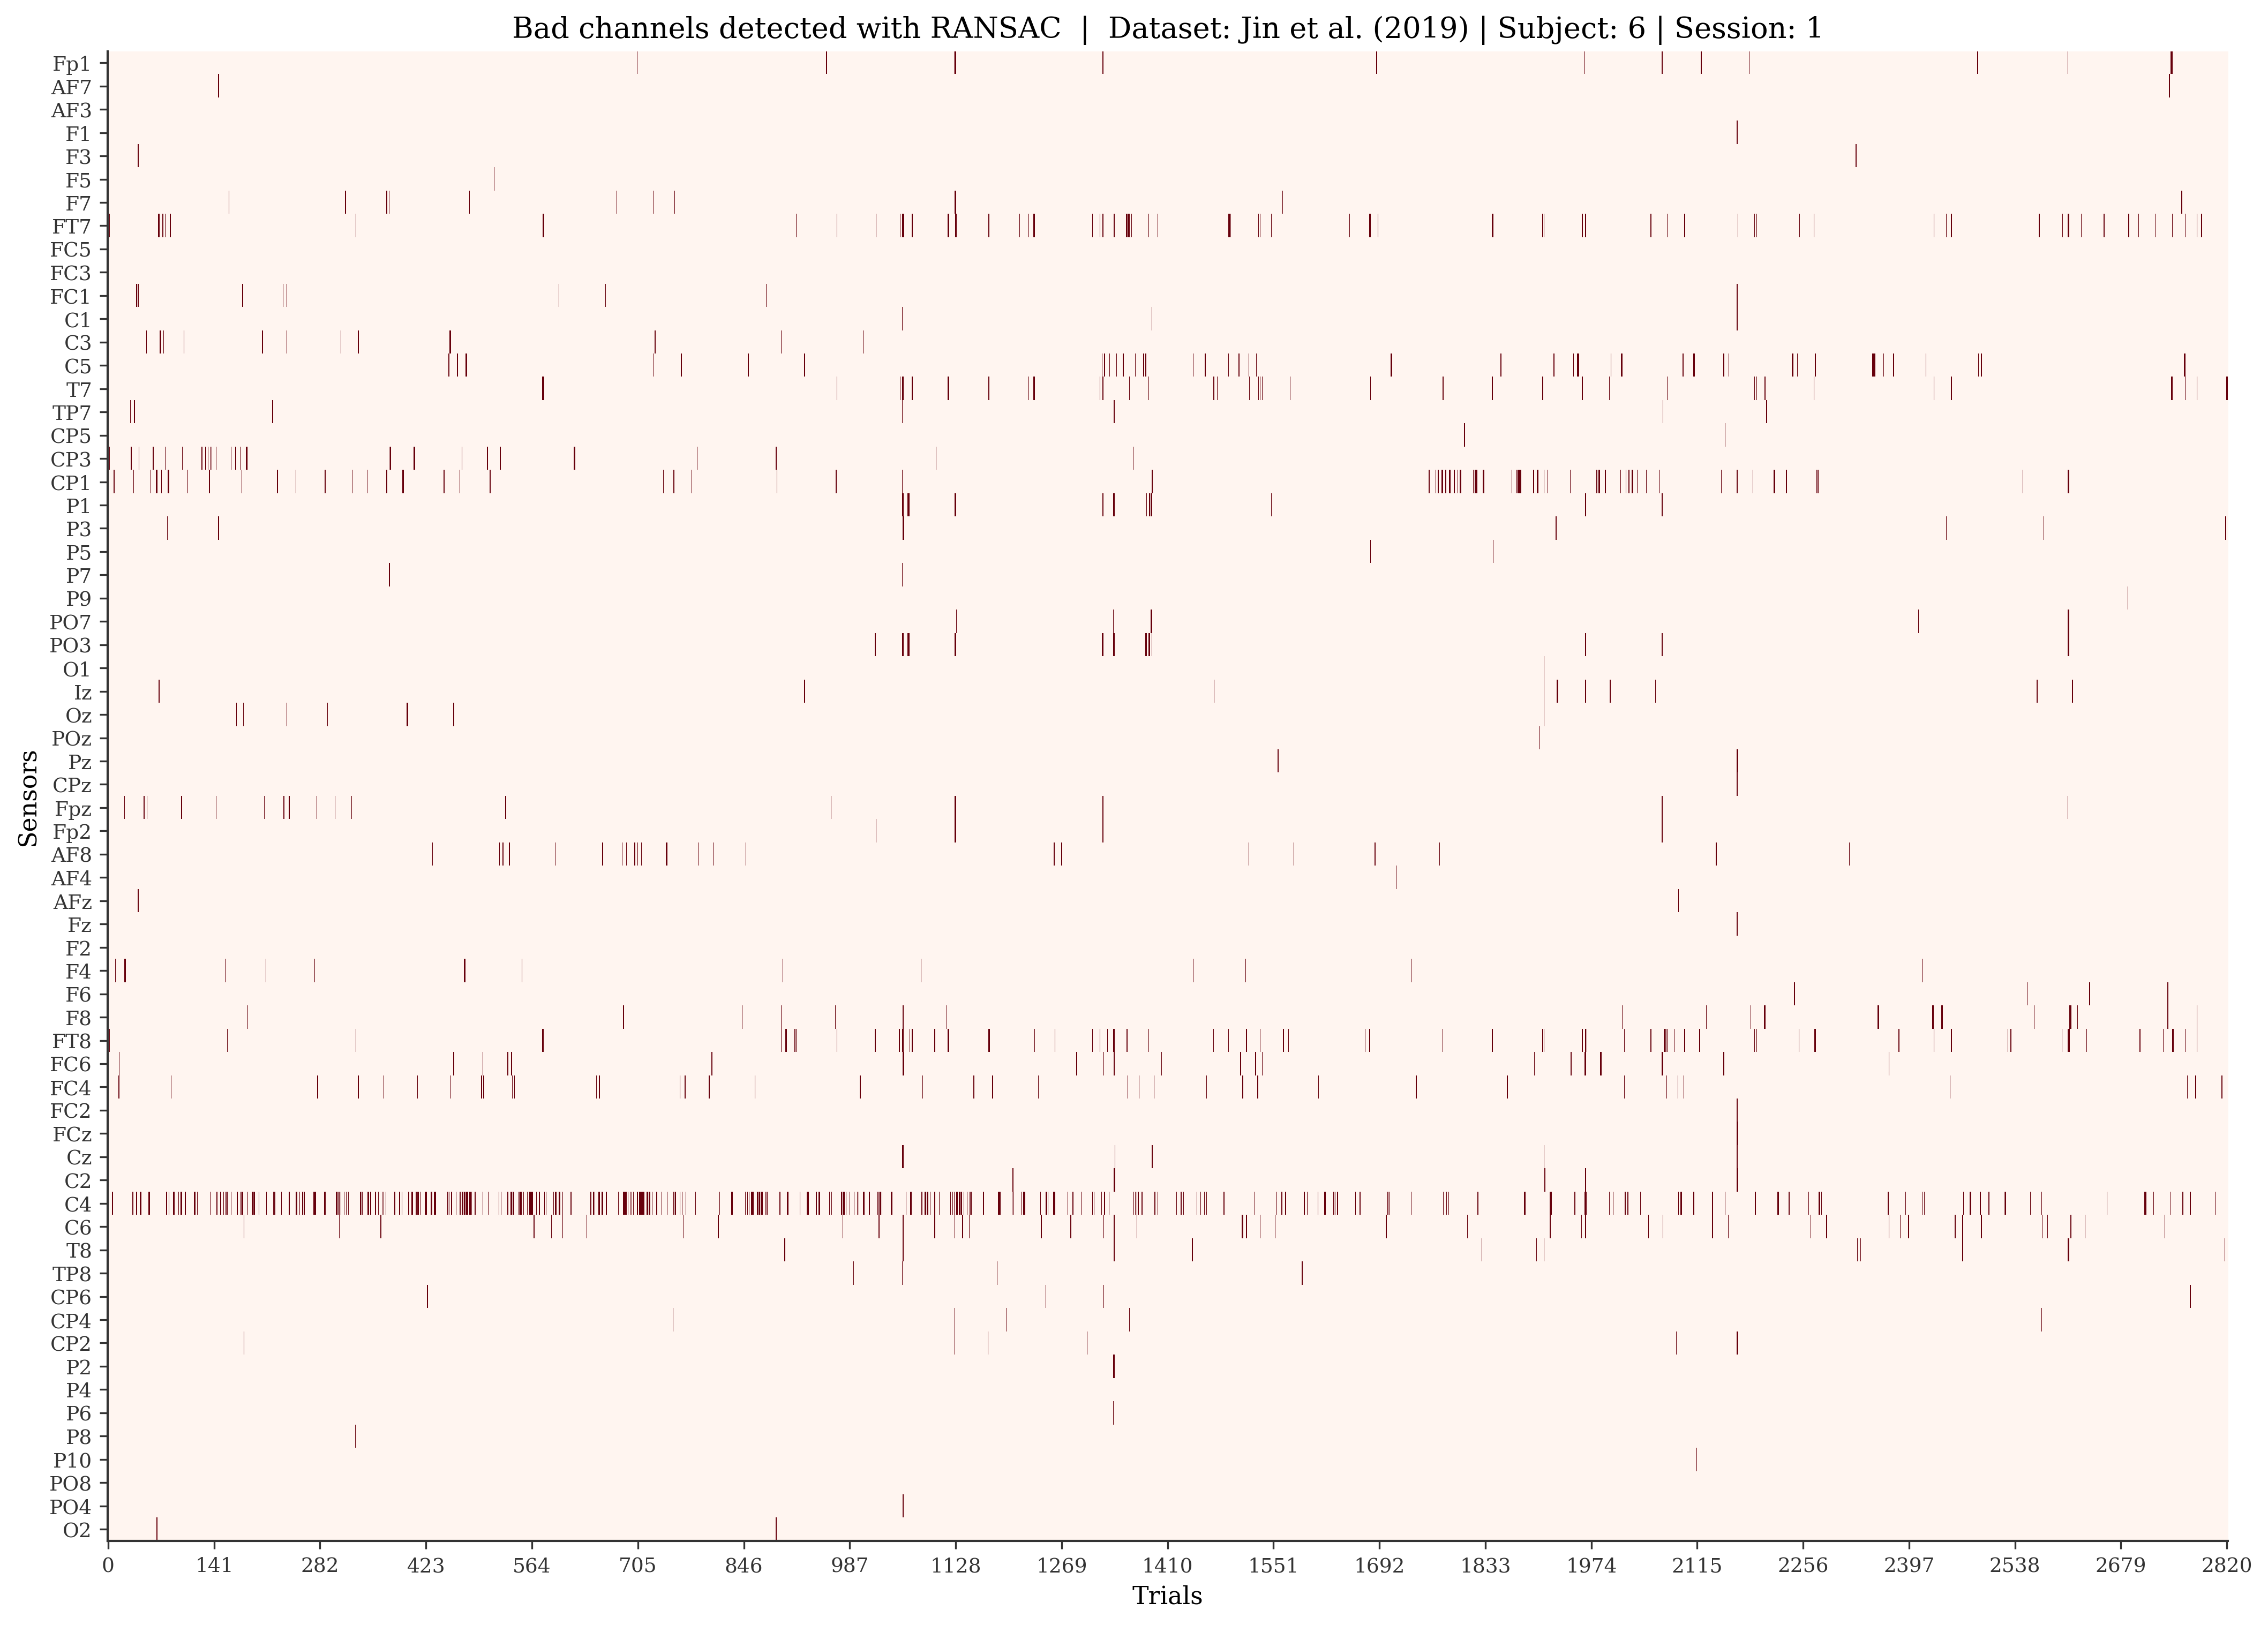 Bad channels detected with RANSAC | Dataset: Jin et al. (2019) | Subject: 6 | Session: 1
Sensors
Fp1
AF7
AF3
F1
F3
F5
F7
FT7
FC5
FC3
FC1
C1
C3
C5
T7
TP7
CP5
CP3
CP1
P1
P3
P5
P7
P9
PO7
PO3
O1
Iz
Oz
POz
Pz
CPz
Fpz
Fp2
AF8
AF4
AFz
Fz
F2
F4
F6
F8
FT8
FC6
FC4
FC2
FCz
Cz
C2
C4
C6
T8
TP8
CP6
CP4
CP2
P2
P4
P6
P8
P10
PO8
PO4
O2
0 141 282 423 564 705 846 987 1128 1269 1410 1551 1692 1833 1974 2115 2256 2397 2538 2679 2820
Trials